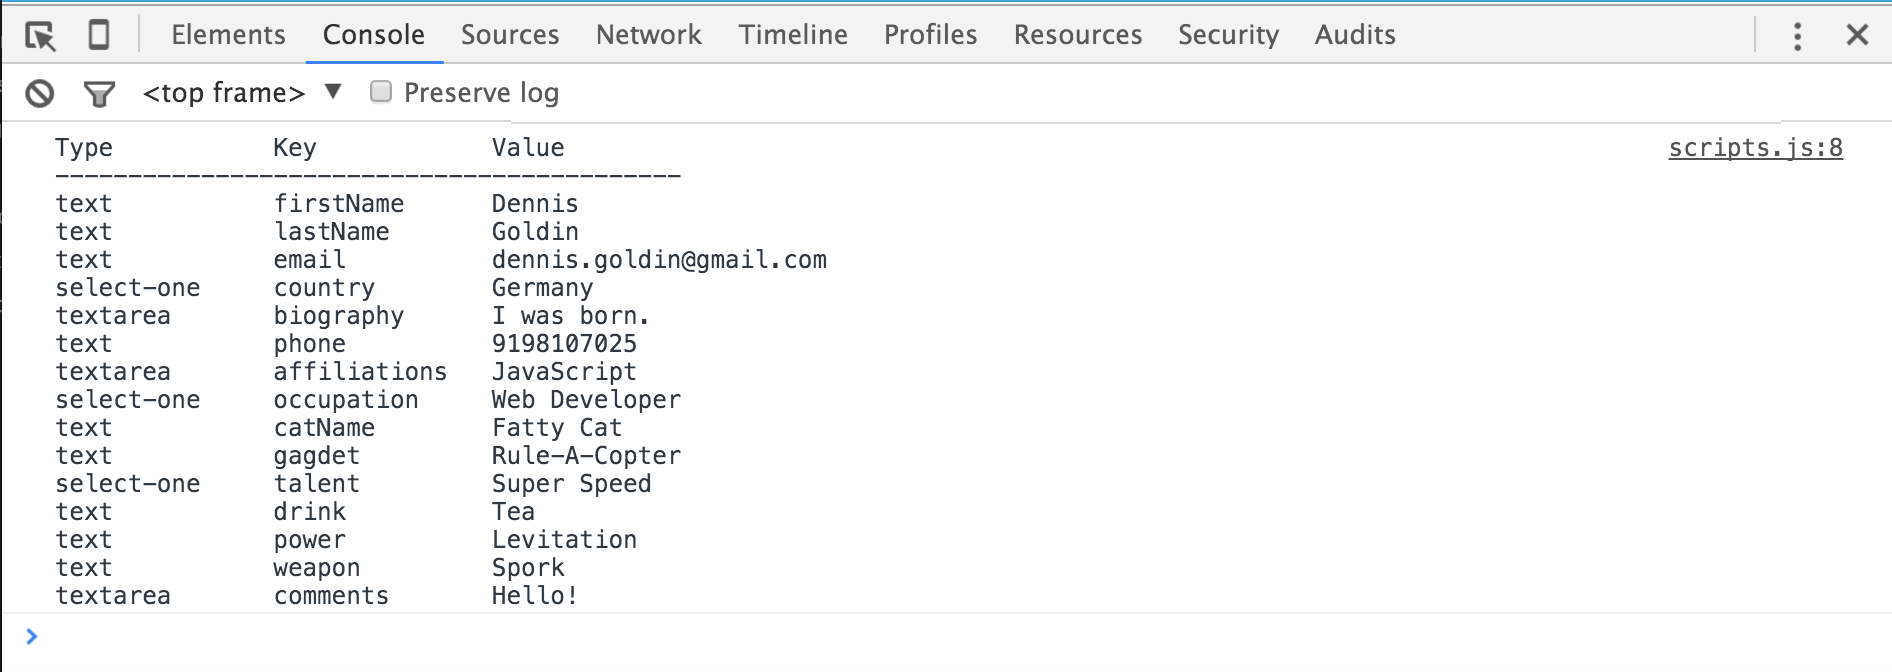 Elements Console Sources Network Timeline Profiles Resources Security Audits
<top frame> ▼ Preserve log
Type Key Value scripts.js:8
-------------------------------------------
text firstName Dennis
text lastName Goldin
text email dennis.goldin@gmail.com
select-one country Germany
textarea biography I was born.
text phone 9198107025
textarea affiliations JavaScript
select-one occupation Web Developer
text catName Fatty Cat
text gagdet Rule-A-Copter
select-one talent Super Speed
text drink Tea
text power Levitation
text weapon Spork
textarea comments Hello!